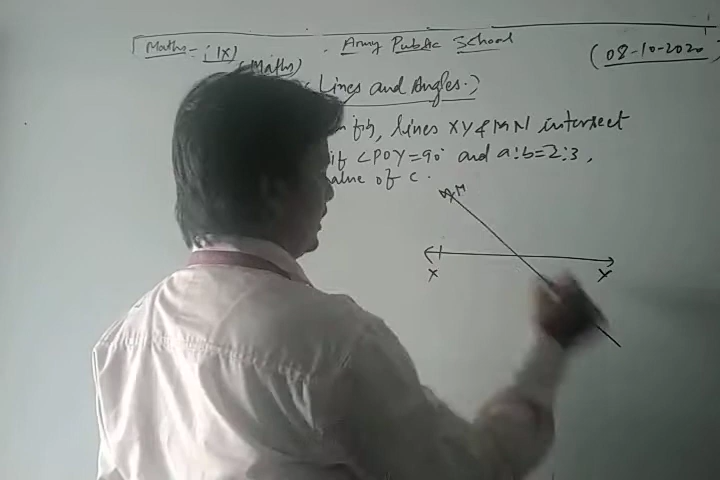 Maths - IX Army Public School (08-10-2020)
(Maths)
(Lines and Angles.)
fig, lines XY & MN intersect
if ∠POY=90° and a:b=2:3,
value of c.
M
X Y